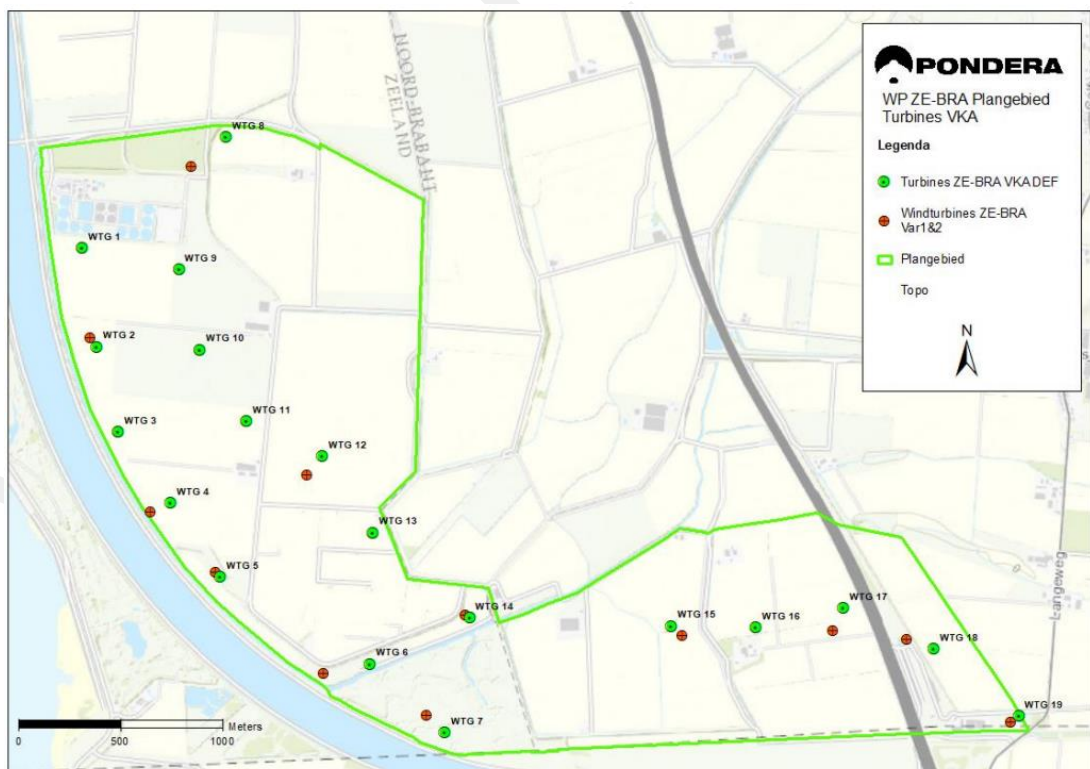 PONDERA
WP ZE-BRA Plangebied
Turbines VKA
Legenda
Turbines ZE-BRA VKA DEF
Windturbines ZE-BRA
Var1&2
Plangebied
Topo
N
NOORD-BRABANT
ZEELAND
WTG 8
WTG 1
WTG 9
WTG 2
WTG 10
WTG 3
WTG 11
WTG 12
WTG 4
WTG 13
WTG 5
WTG 14
WTG 6
WTG 7
WTG 15
WTG 16
WTG 17
WTG 18
WTG 19
Langeweg
Meters
0 500 1000